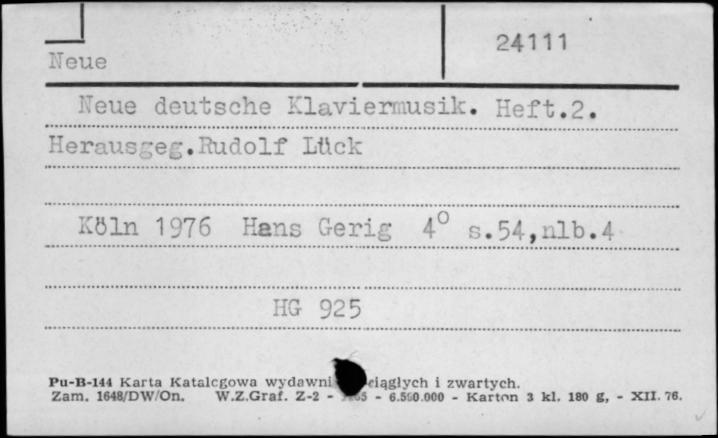 24111
Neue
Neue deutsche Klaviermusik. Heft.2.
Herausgeg.Rudolf Lück
Köln 1976 Hans Gerig 4° s.54,nlb.4
HG 925
Pu-B-144 Karta Katalogowa wydawni ciągłych i zwartych.
Zam. 1648/DW/On. W.Z.Graf. Z-2 - - 6.500.000 - Karton 3 kl. 180 g, - XII. 76.